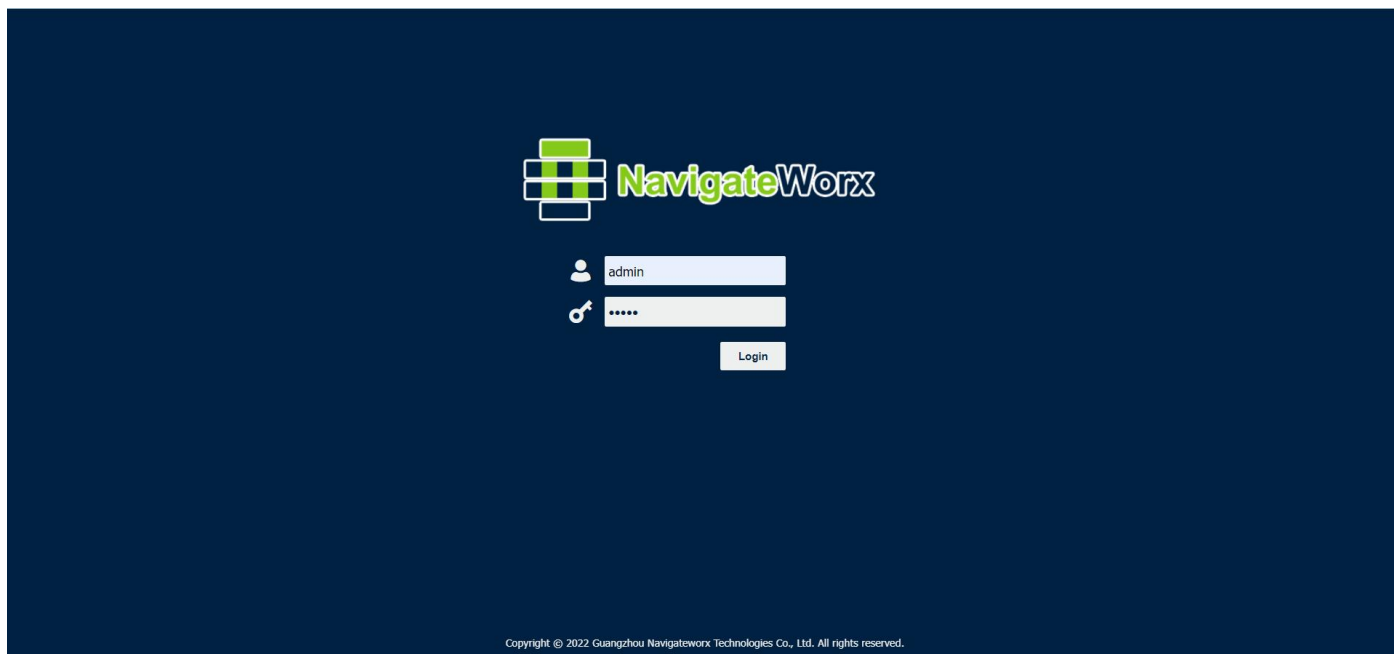 NavigateWorx
admin
•••••
Login
Copyright © 2022 Guangzhou Navigateworx Technologies Co., Ltd. All rights reserved.